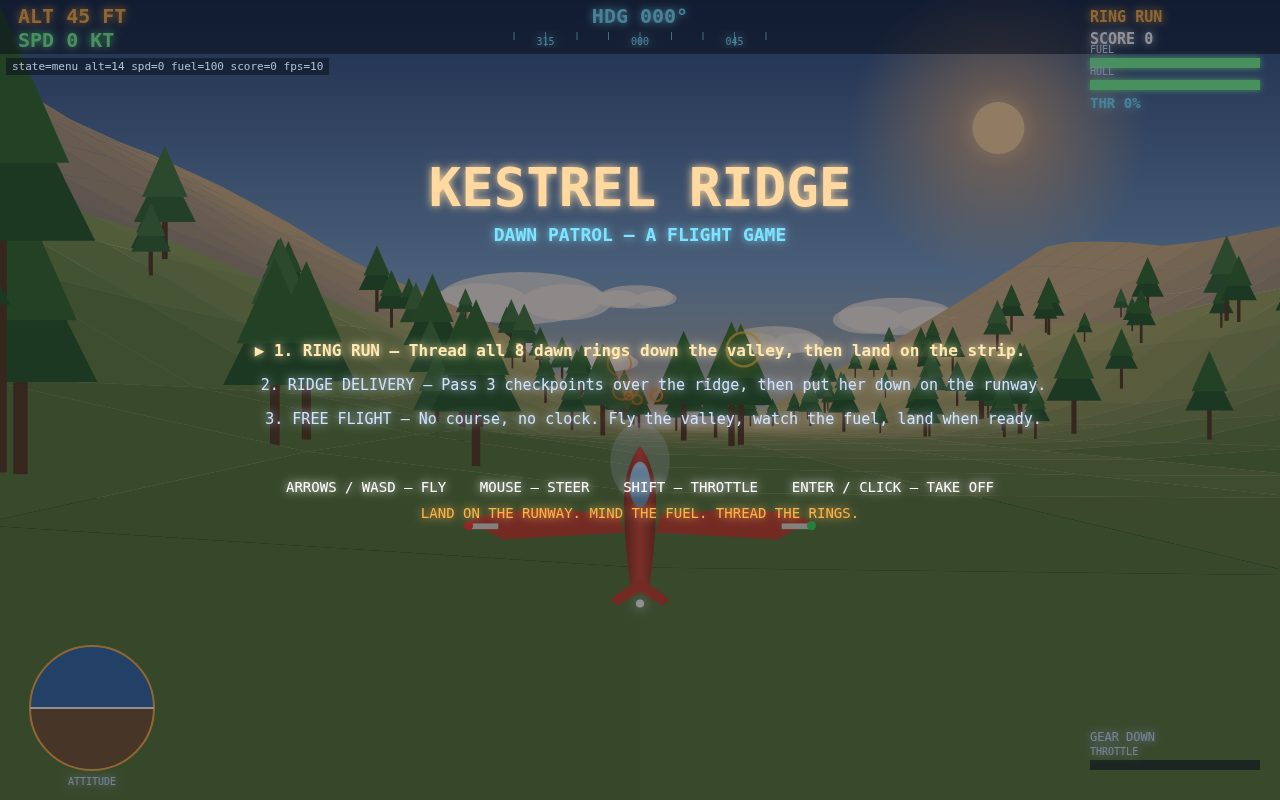 ALT 45 FT
SPD 0 KT
HDG 000°
315 000 045
RING RUN
SCORE 0
FUEL
HULL
THR 0%
state=menu alt=14 spd=0 fuel=100 score=0 fps=10
KESTREL RIDGE
DAWN PATROL — A FLIGHT GAME
▶ 1. RING RUN — Thread all 8 dawn rings down the valley, then land on the strip.
2. RIDGE DELIVERY — Pass 3 checkpoints over the ridge, then put her down on the runway.
3. FREE FLIGHT — No course, no clock. Fly the valley, watch the fuel, land when ready.
ARROWS / WASD — FLY MOUSE — STEER SHIFT — THROTTLE ENTER / CLICK — TAKE OFF
LAND ON THE RUNWAY. MIND THE FUEL. THREAD THE RINGS.
ATTITUDE
GEAR DOWN
THROTTLE